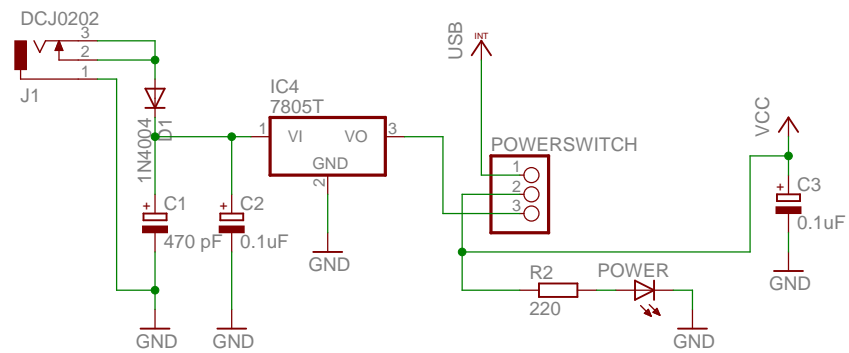 DCJ0202
3
2
1
J1
1N4004
D1
IC4
7805T
1
VI
VO
3
GND
2
GND
C1
470 pF
C2
0.1uF
GND
GND
USB
INT
POWERSWITCH
1
2
3
VCC
C3
0.1uF
GND
R2
220
POWER
GND